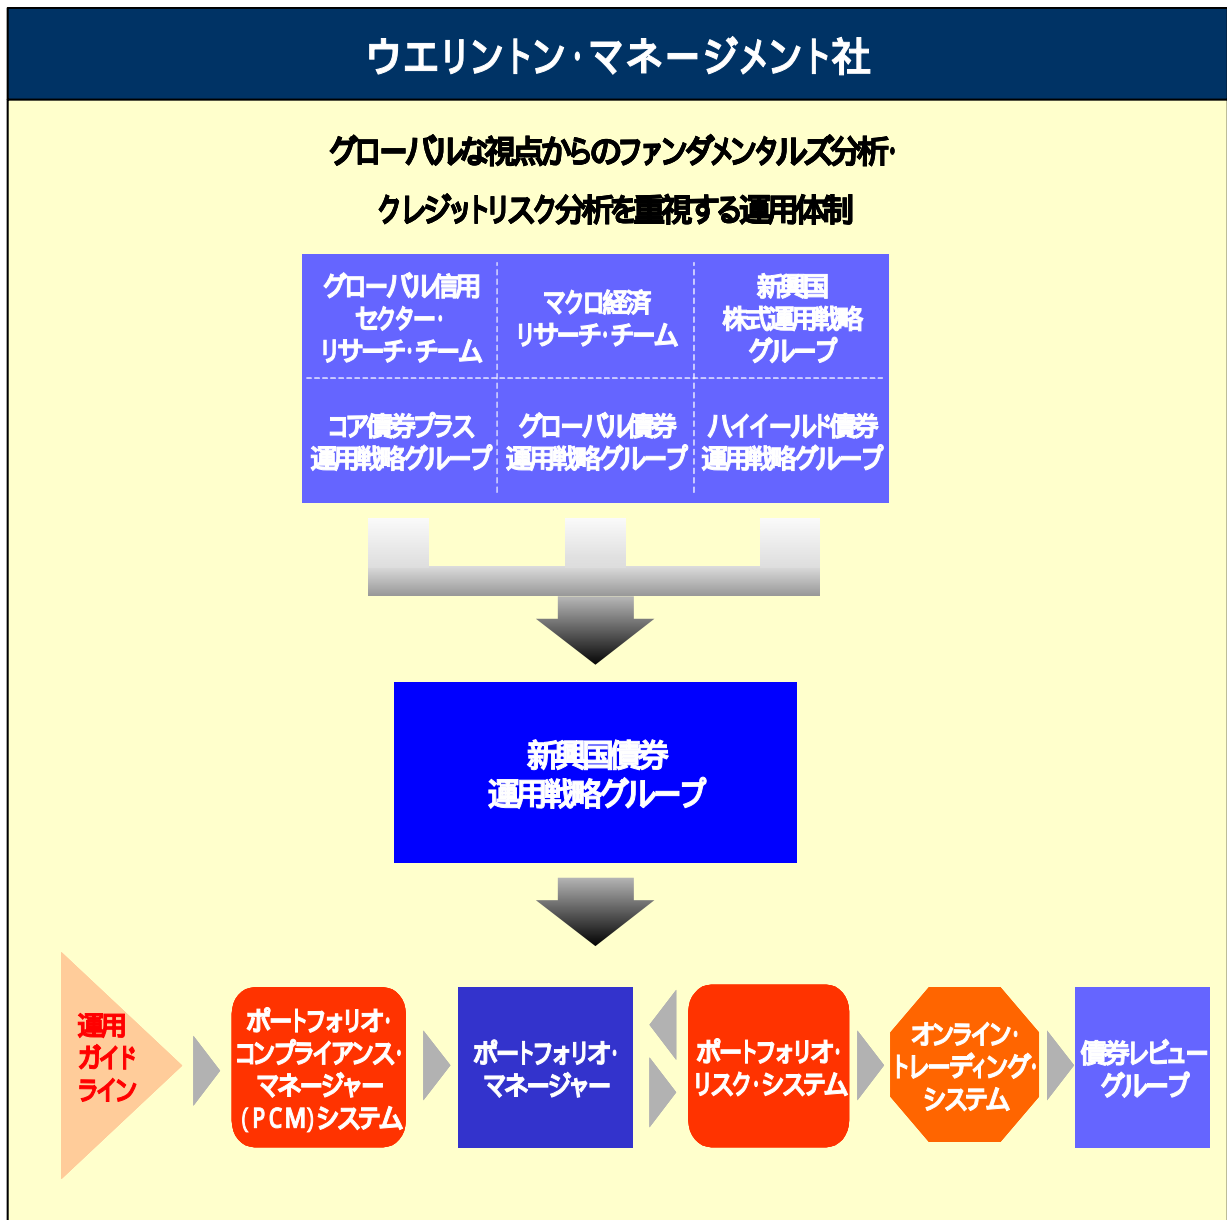 ウエリントン・マネージメント社
グローバルな視点からのファンダメンタルズ分析・
クレジットリスク分析を重視する運用体制
グローバル信用
セクター・
リサーチ・チーム
マクロ経済
リサーチ・チーム
新興国
株式運用戦略
グループ
コア債券プラス
運用戦略グループ
グローバル債券
運用戦略グループ
ハイイールド債券
運用戦略グループ
新興国債券
運用戦略グループ
運用
ガイド
ライン
ポートフォリオ・
コンプライアンス・
マネージャー
(PCM)システム
ポートフォリオ・
マネージャー
ポートフォリオ・
リスク・システム
オンライン・
トレーディング・
システム
債券レビュー
グループ